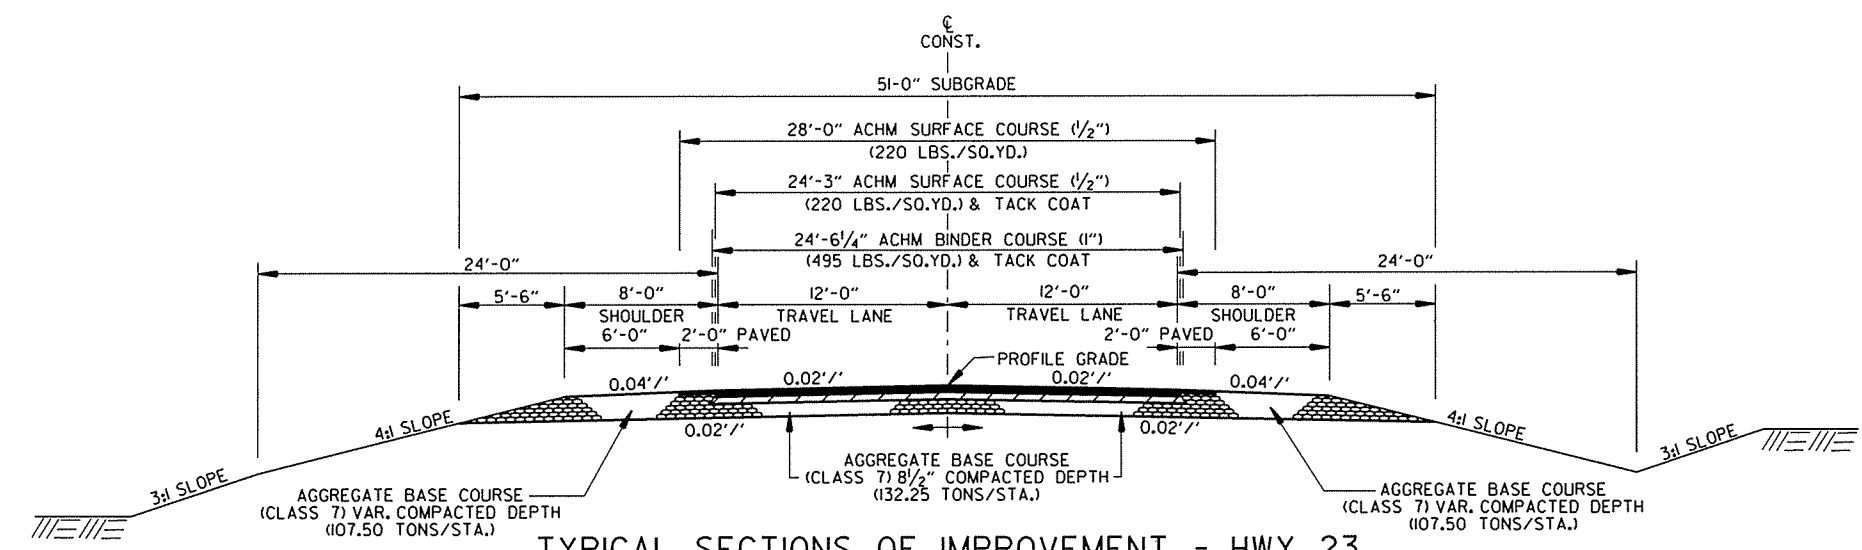 ℄
CONST.
51'-0" SUBGRADE
28'-0" ACHM SURFACE COURSE (1/2")
(220 LBS./SQ.YD.)
24'-3" ACHM SURFACE COURSE (1/2")
(220 LBS./SQ.YD.) & TACK COAT
24'-6 1/4" ACHM BINDER COURSE (1")
(495 LBS./SQ.YD.) & TACK COAT
24'-0"
24'-0"
5'-6"
8'-0"
12'-0"
12'-0"
8'-0"
5'-6"
SHOULDER
TRAVEL LANE
TRAVEL LANE
SHOULDER
6'-0"
2'-0" PAVED
2'-0" PAVED
6'-0"
PROFILE GRADE
0.04'/'
0.02'/'
0.02'/'
0.04'/'
4:1 SLOPE
0.02'/'
0.02'/'
4:1 SLOPE
3:1 SLOPE
3:1 SLOPE
AGGREGATE BASE COURSE
(CLASS 7) 8 1/2" COMPACTED DEPTH
(132.25 TONS/STA.)
AGGREGATE BASE COURSE
(CLASS 7) VAR. COMPACTED DEPTH
(107.50 TONS/STA.)
AGGREGATE BASE COURSE
(CLASS 7) VAR. COMPACTED DEPTH
(107.50 TONS/STA.)
TYPICAL SECTIONS OF IMPROVEMENT - HWY 23